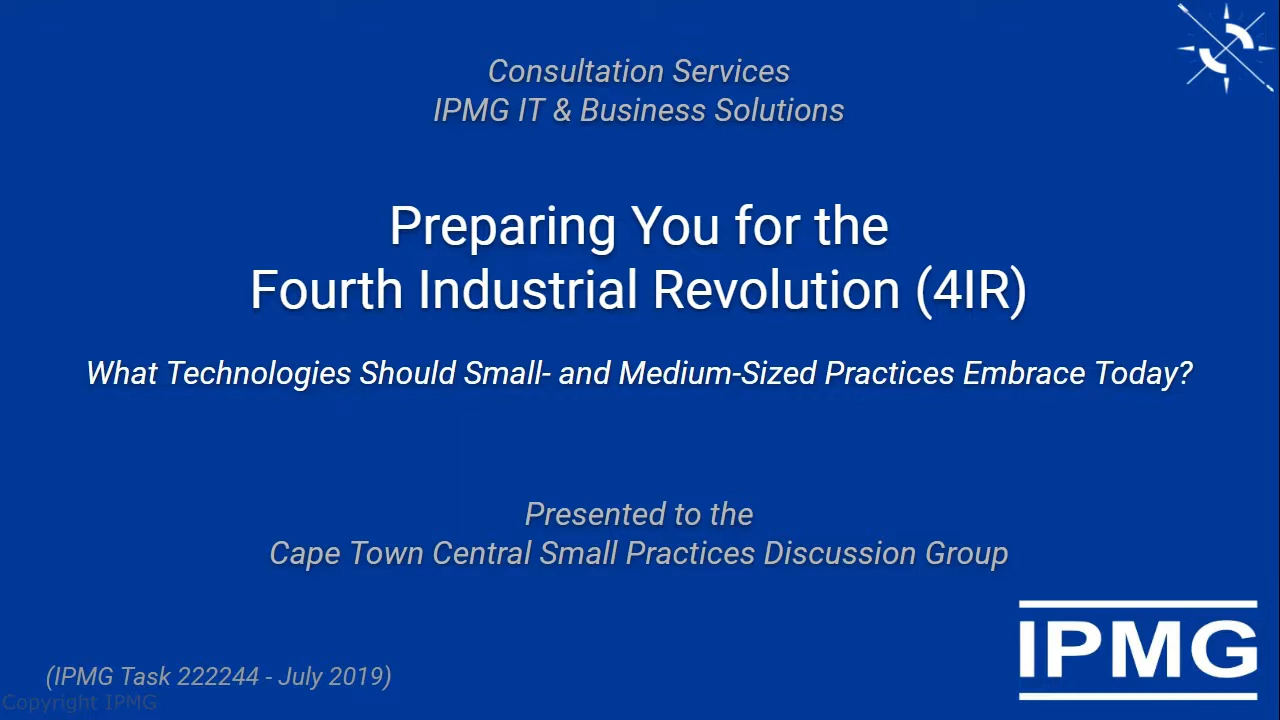 Consultation Services
IPMG IT & Business Solutions
Preparing You for the
Fourth Industrial Revolution (4IR)
What Technologies Should Small- and Medium-Sized Practices Embrace Today?
Presented to the
Cape Town Central Small Practices Discussion Group
IPMG
(IPMG Task 222244 - July 2019)
Copyright IPMG